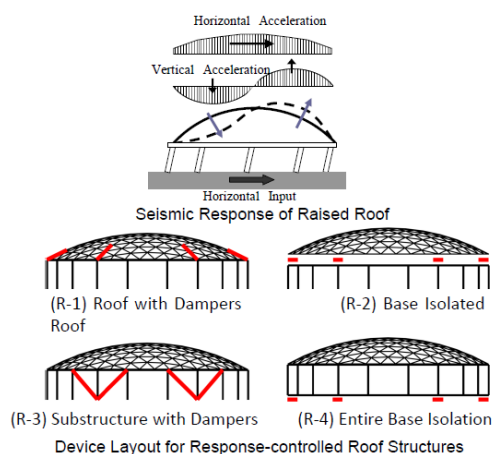 Horizontal Acceleration
Vertical Acceleration
Horizontal Input
Seismic Response of Raised Roof
(R-1) Roof with Dampers
Roof
(R-2) Base Isolated
(R-3) Substructure with Dampers
(R-4) Entire Base Isolation
Device Layout for Response-controlled Roof Structures